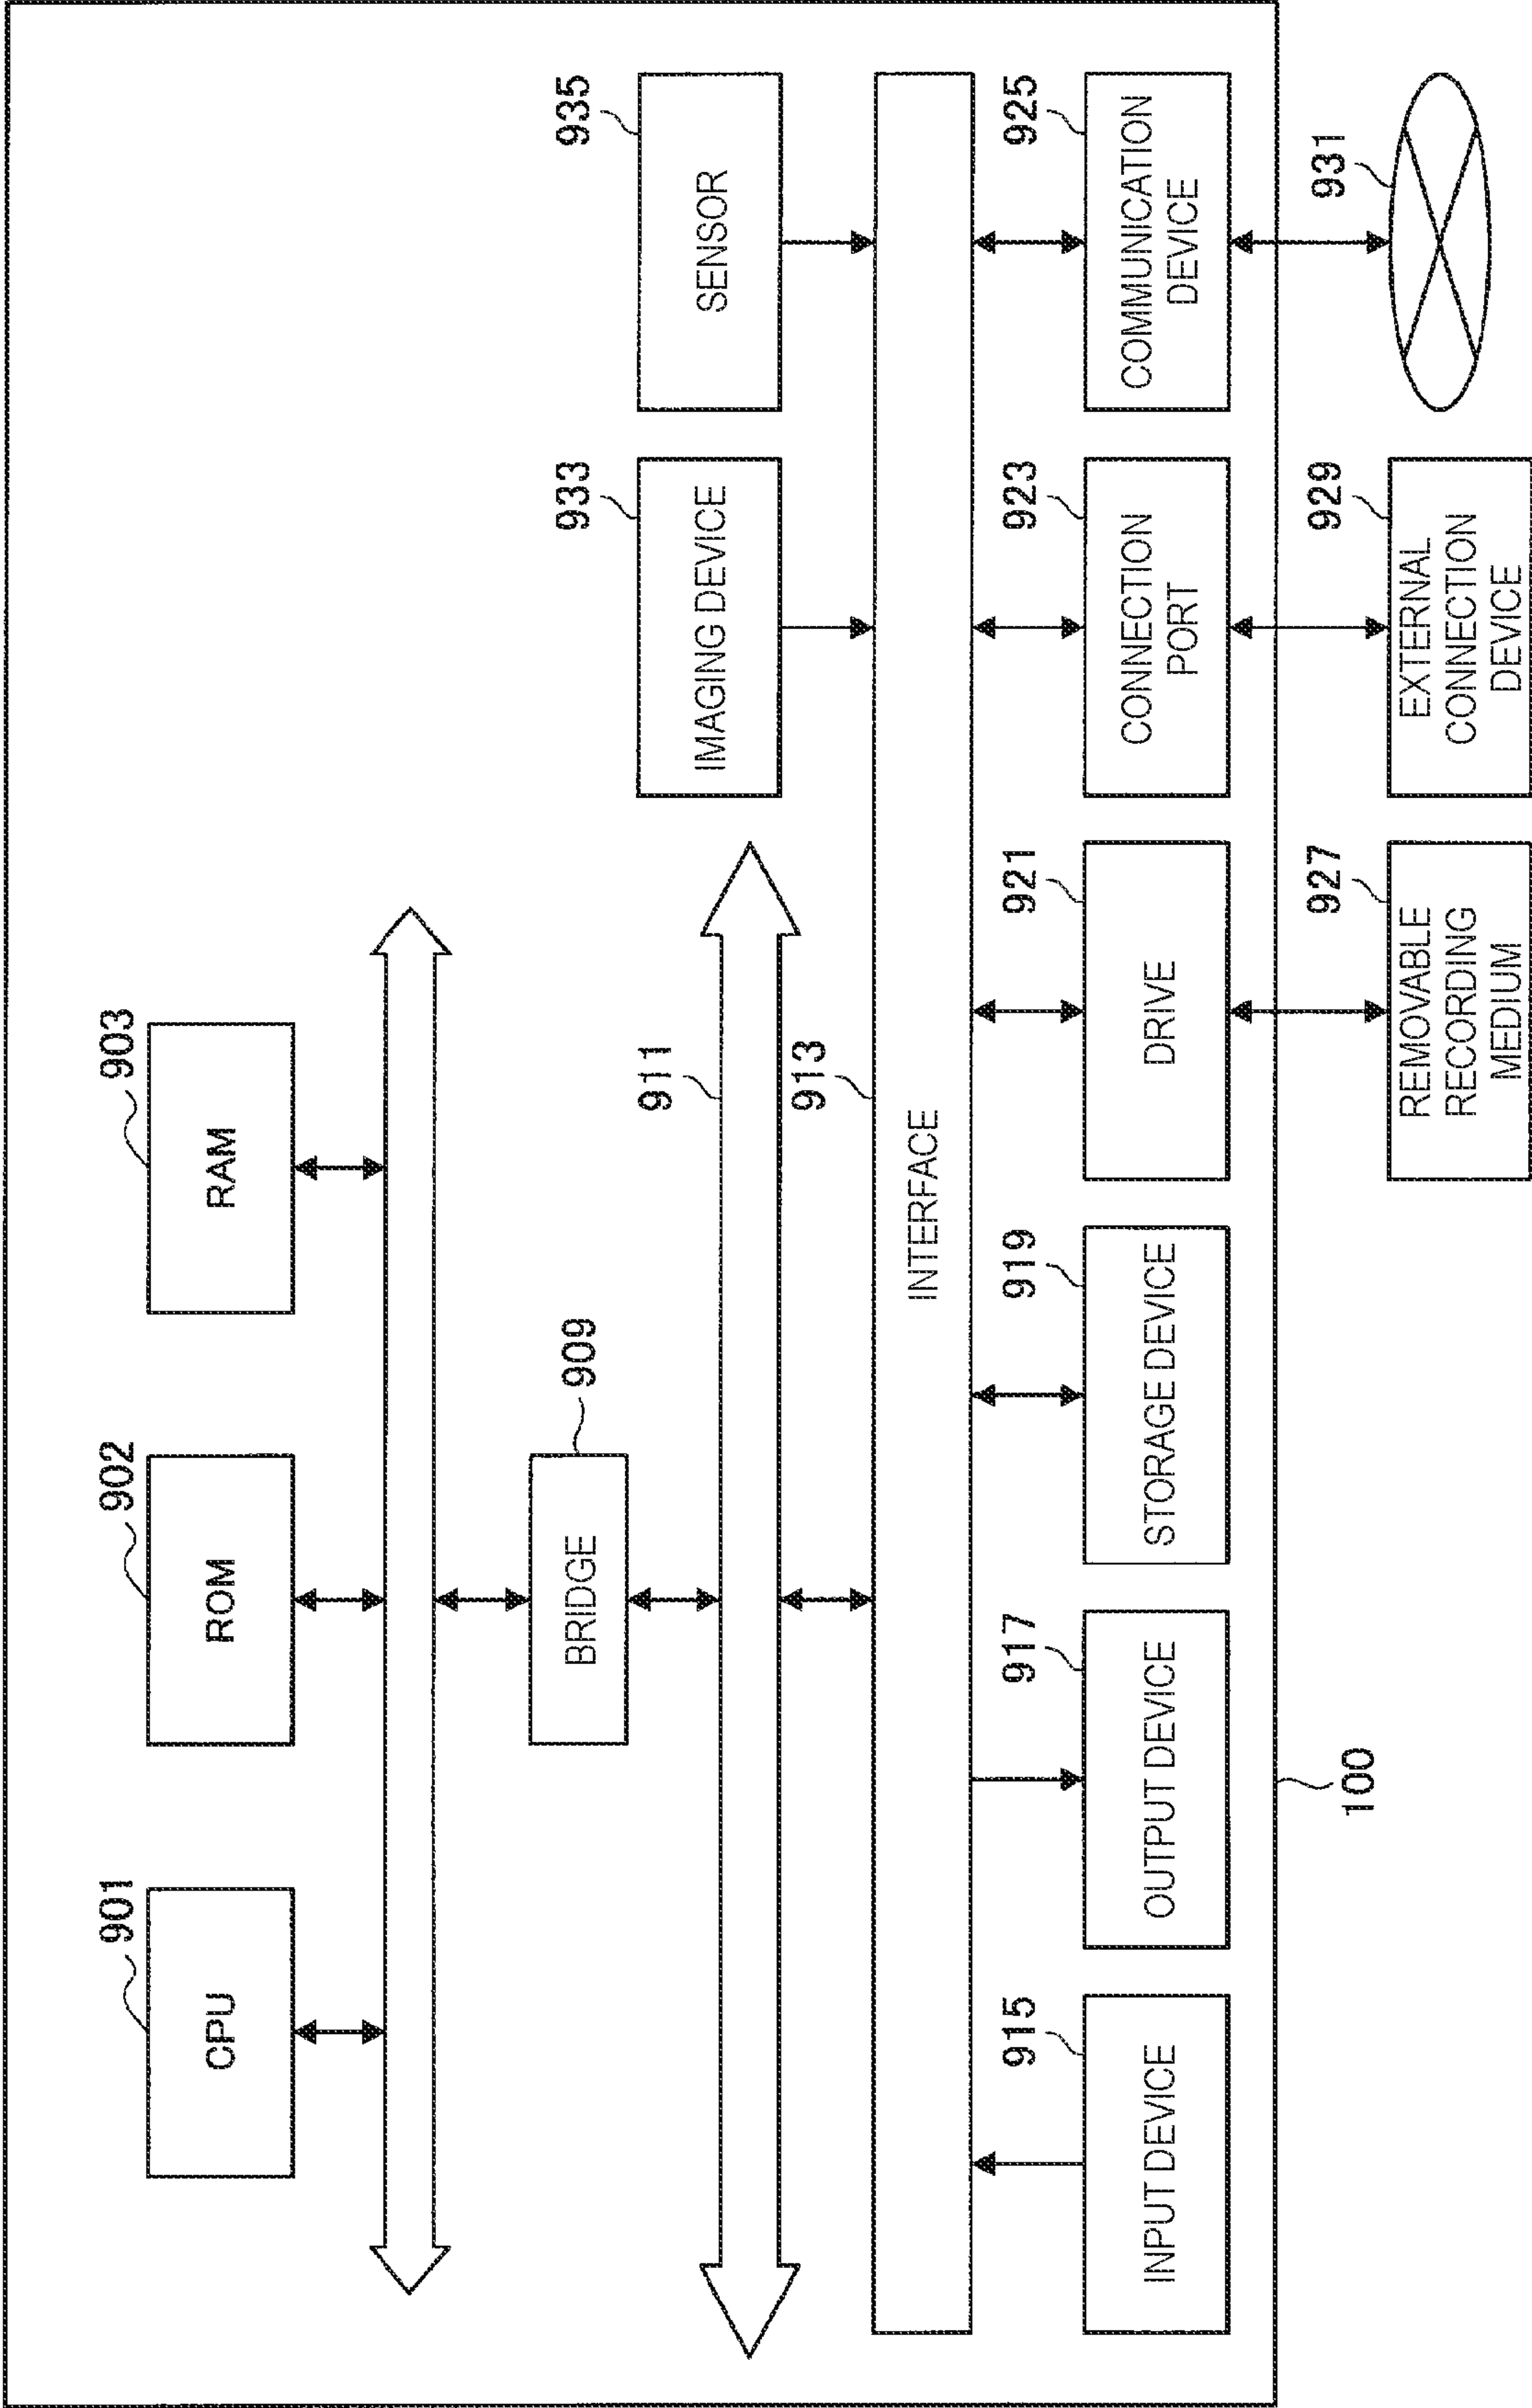 901
CPU
902
ROM
903
RAM
909
BRIDGE
911
933
IMAGING DEVICE
935
SENSOR
913
INTERFACE
915
INPUT DEVICE
917
OUTPUT DEVICE
919
STORAGE DEVICE
921
DRIVE
923
CONNECTION
PORT
925
COMMUNICATION
DEVICE
100
927
REMOVABLE
RECORDING
MEDIUM
929
EXTERNAL
CONNECTION
DEVICE
931